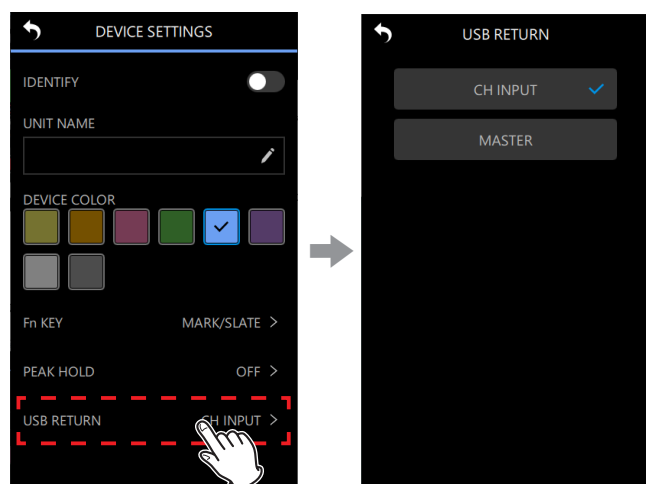 DEVICE SETTINGS
IDENTIFY
UNIT NAME
DEVICE COLOR
Fn KEY MARK/SLATE >
PEAK HOLD OFF >
USB RETURN CH INPUT >
USB RETURN
CH INPUT
MASTER